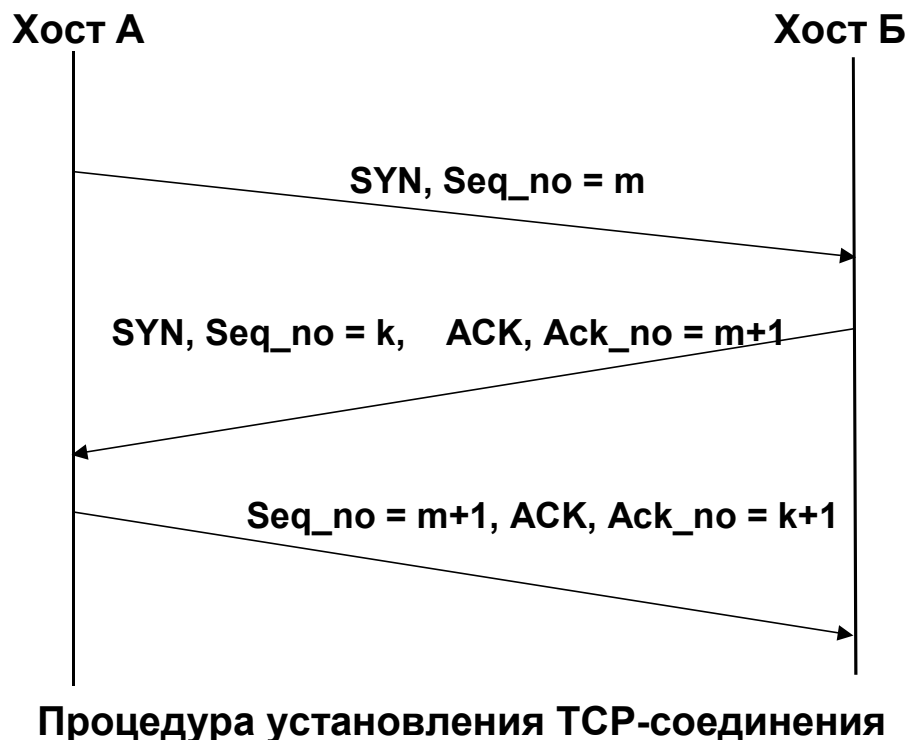 Хост А
Хост Б
SYN, Seq_no = m
SYN, Seq_no = k, ACK, Ack_no = m+1
Seq_no = m+1, ACK, Ack_no = k+1
Процедура установления TCP-соединения